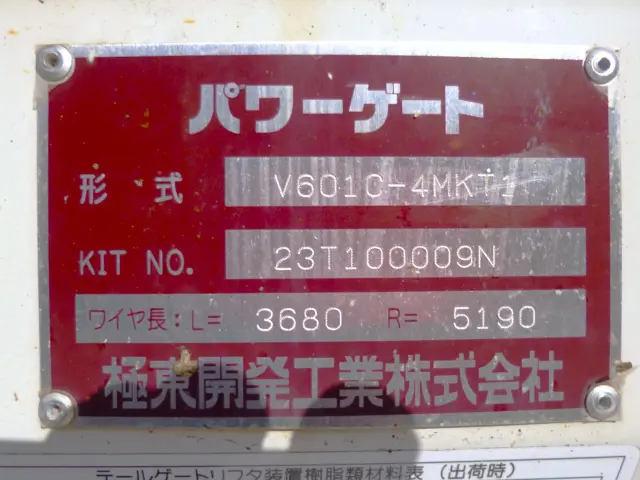 パワーゲート
形 式 V601C-4MKT1
KIT NO. 23T100009N
ワイヤ長：L= 3680 R= 5190
極東開発工業株式会社
テールゲートリフタ装置樹脂類材料表（出荷時）